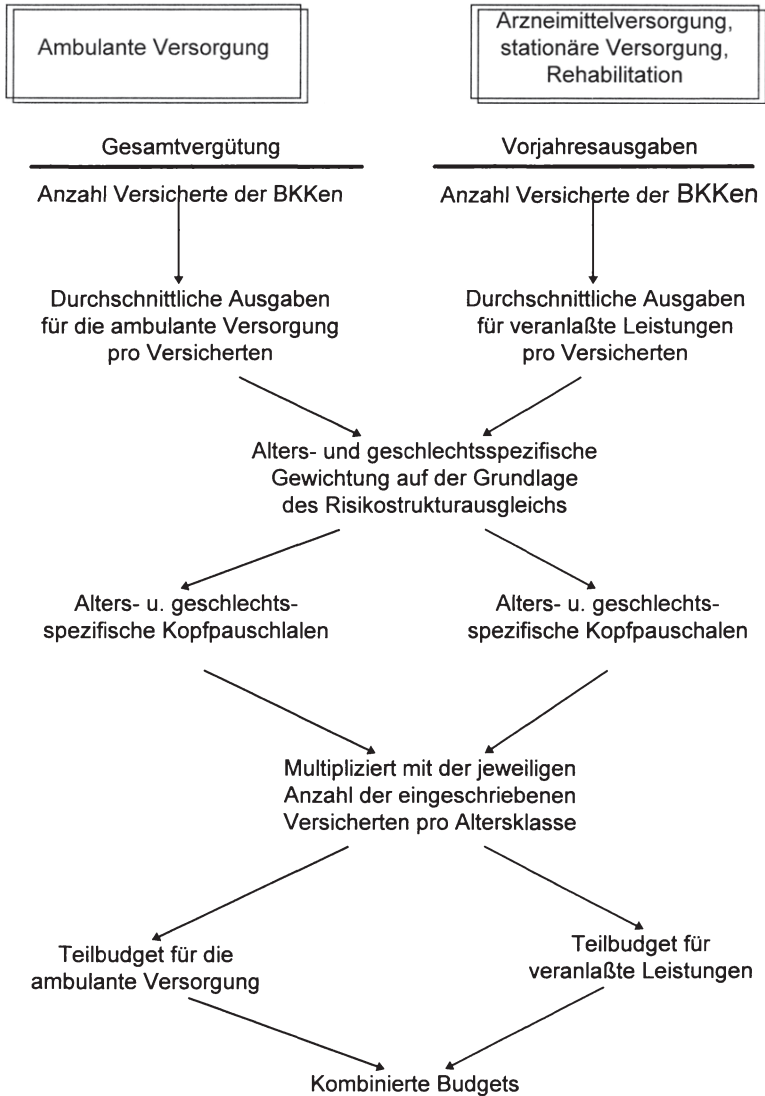 Ambulante Versorgung
Arzneimittelversorgung,
stationäre Versorgung,
Rehabilitation
Gesamtvergütung
Anzahl Versicherte der BKKen
Vorjahresausgaben
Anzahl Versicherte der BKKen
Durchschnittliche Ausgaben
für die ambulante Versorgung
pro Versicherten
Durchschnittliche Ausgaben
für veranlaßte Leistungen
pro Versicherten
Alters- und geschlechtsspezifische
Gewichtung auf der Grundlage
des Risikostrukturausgleichs
Alters- u. geschlechts-
spezifische Kopfpauschlalen
Alters- u. geschlechts-
spezifische Kopfpauschalen
Multipliziert mit der jeweiligen
Anzahl der eingeschriebenen
Versicherten pro Altersklasse
Teilbudget für die
ambulante Versorgung
Teilbudget für
veranlaßte Leistungen
Kombinierte Budgets